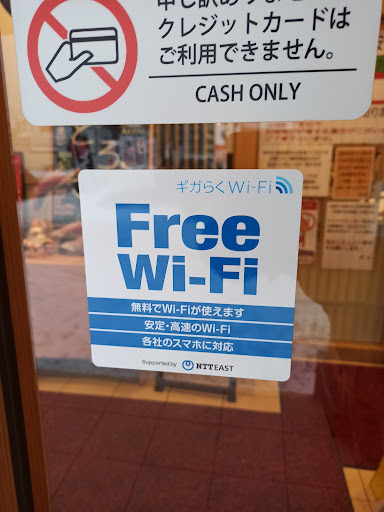 クレジットカードは
ご利用できません。
CASH ONLY
ギガらくWi-Fi
Free
Wi-Fi
無料でWi-Fiが使えます
安定・高速のWi-Fi
各社のスマホに対応
Supported by NTT EAST